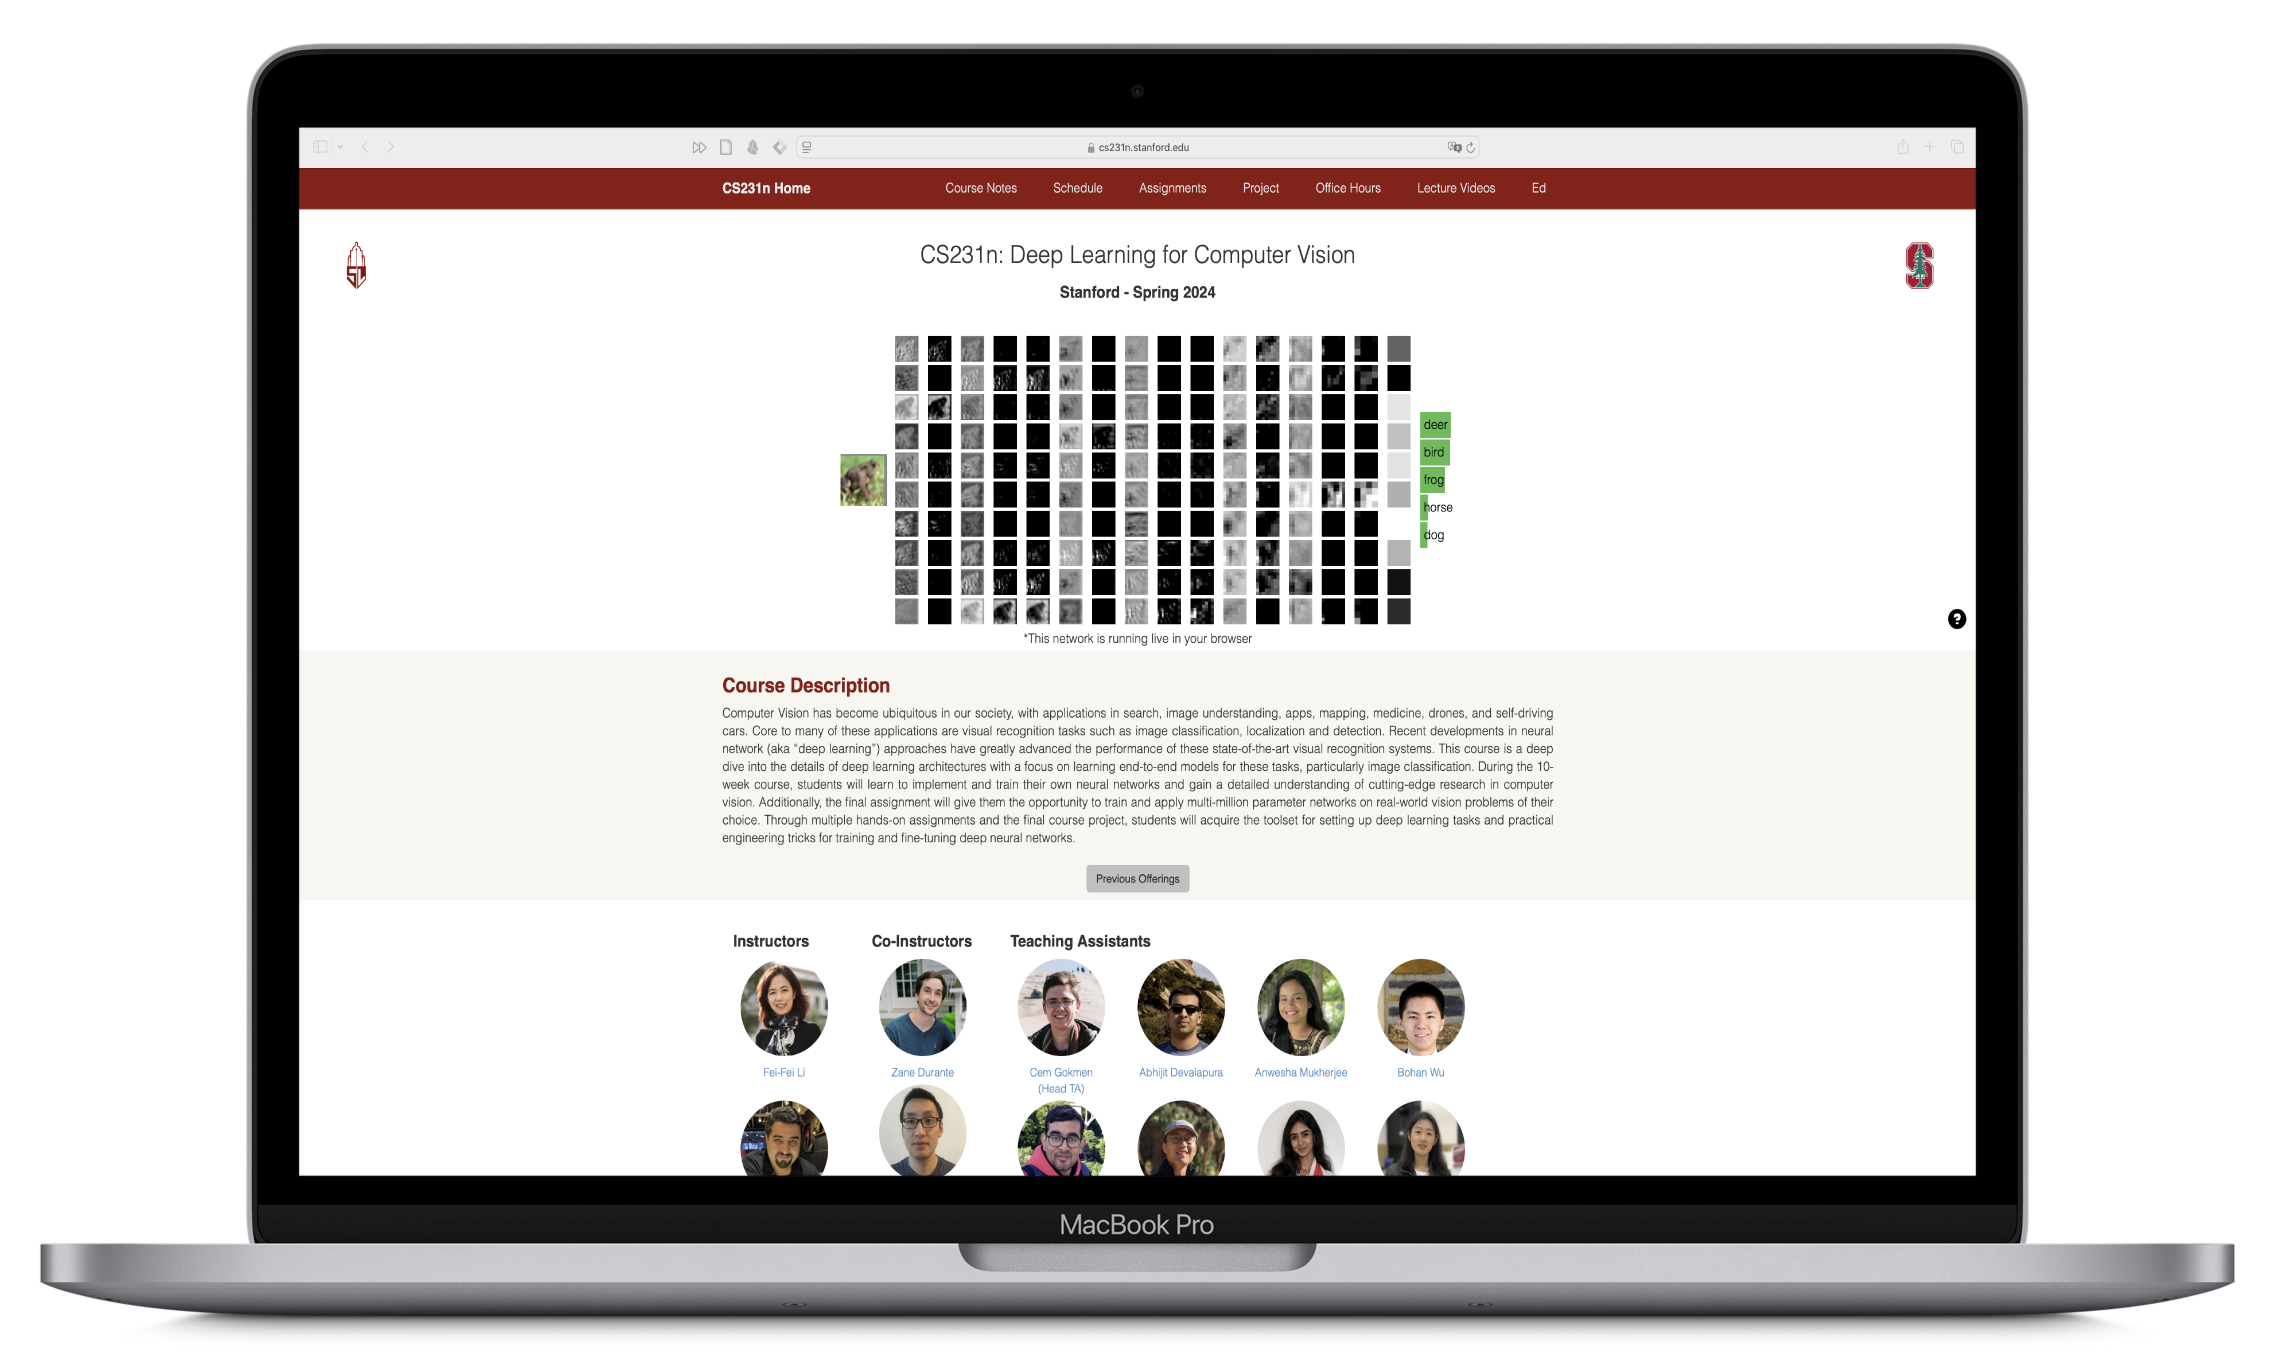 cs231n.stanford.edu
CS231n Home Course Notes Schedule Assignments Project Office Hours Lecture Videos Ed
CS231n: Deep Learning for Computer Vision
Stanford - Spring 2024
deer
bird
frog
horse
dog
*This network is running live in your browser
Course Description
Computer Vision has become ubiquitous in our society, with applications in search, image understanding, apps, mapping, medicine, drones, and self-driving
cars. Core to many of these applications are visual recognition tasks such as image classification, localization and detection. Recent developments in neural
network (aka “deep learning”) approaches have greatly advanced the performance of these state-of-the-art visual recognition systems. This course is a deep
dive into the details of deep learning architectures with a focus on learning end-to-end models for these tasks, particularly image classification. During the 10-
week course, students will learn to implement and train their own neural networks and gain a detailed understanding of cutting-edge research in computer
vision. Additionally, the final assignment will give them the opportunity to train and apply multi-million parameter networks on real-world vision problems of their
choice. Through multiple hands-on assignments and the final course project, students will acquire the toolset for setting up deep learning tasks and practical
engineering tricks for training and fine-tuning deep neural networks.
Previous Offerings
Instructors Co-Instructors Teaching Assistants
Fei-Fei Li Zane Durante Cem Gokmen Abhijit Devalapura Anwesha Mukherjee Bohan Wu
(Head TA)
MacBook Pro